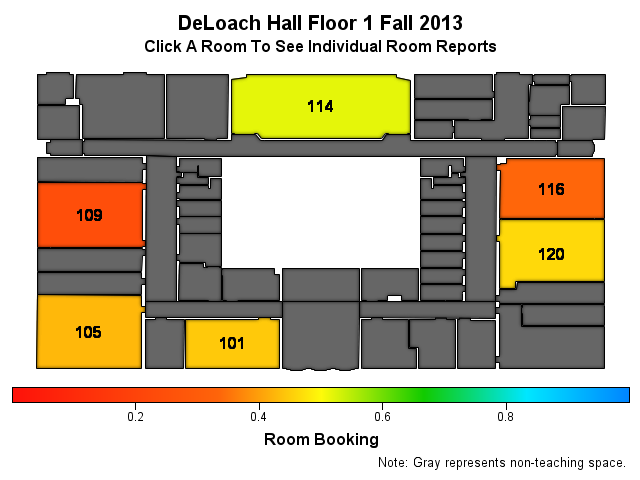 DeLoach Hall Floor 1 Fall 2013
Click A Room To See Individual Room Reports
114
109
116
120
105
101
0.2 0.4 0.6 0.8
Room Booking
Note: Gray represents non-teaching space.